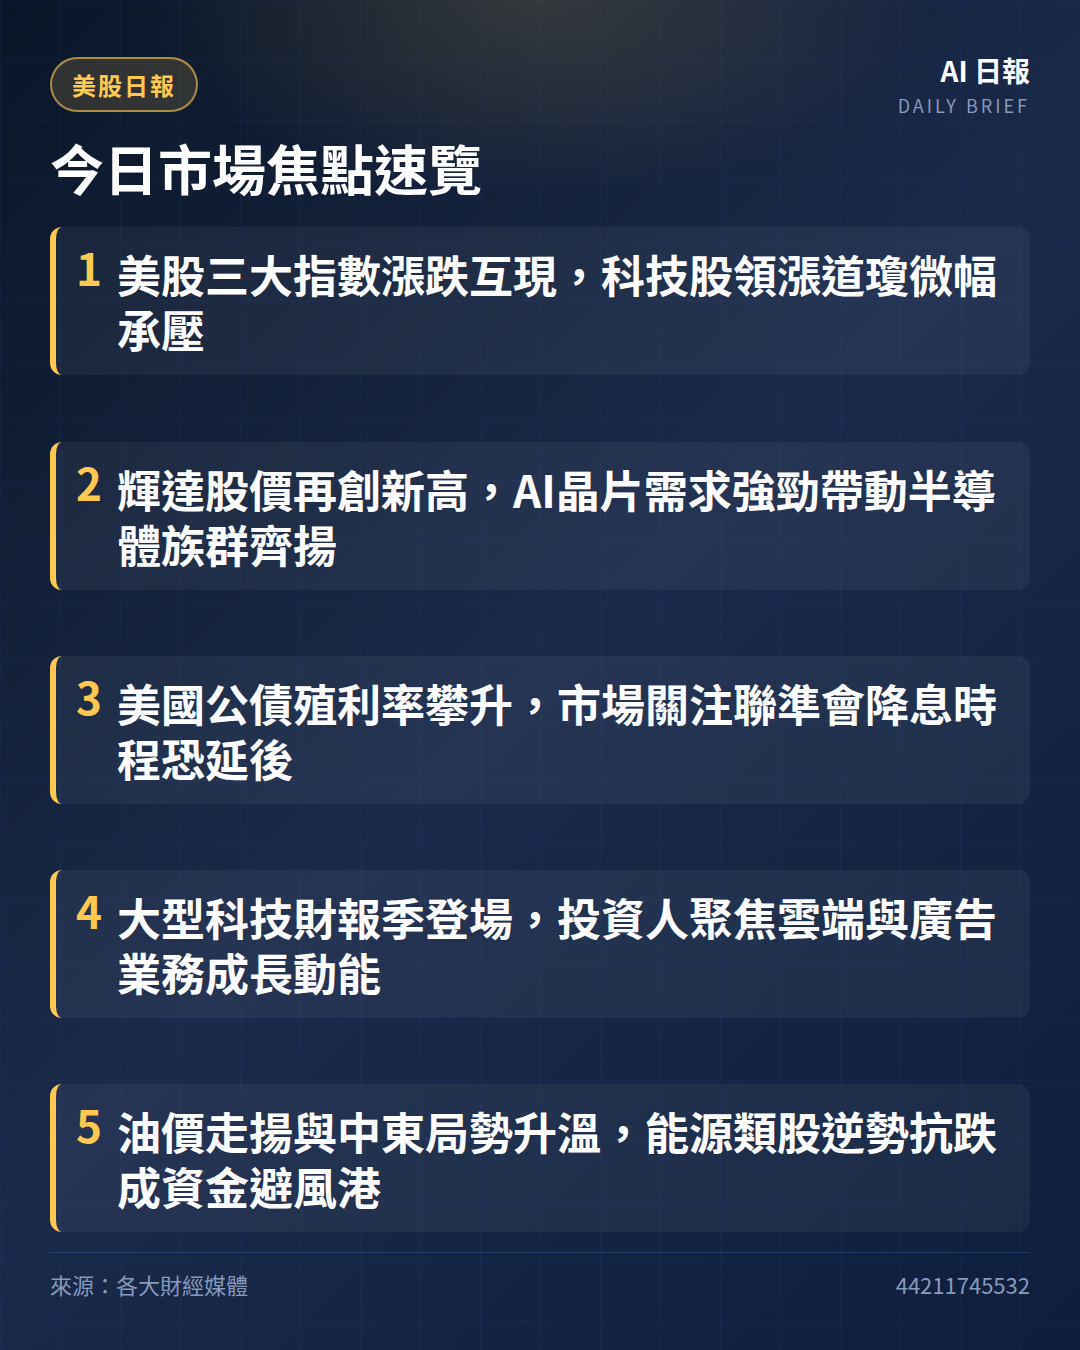 美股日報
AI 日報
DAILY BRIEF
今日市場焦點速覽
1 美股三大指數漲跌互現，科技股領漲道瓊微幅
承壓
2 輝達股價再創新高，AI晶片需求強勁帶動半導
體族群齊揚
3 美國公債殖利率攀升，市場關注聯準會降息時
程恐延後
4 大型科技財報季登場，投資人聚焦雲端與廣告
業務成長動能
5 油價走揚與中東局勢升溫，能源類股逆勢抗跌
成資金避風港
來源：各大財經媒體
44211745532